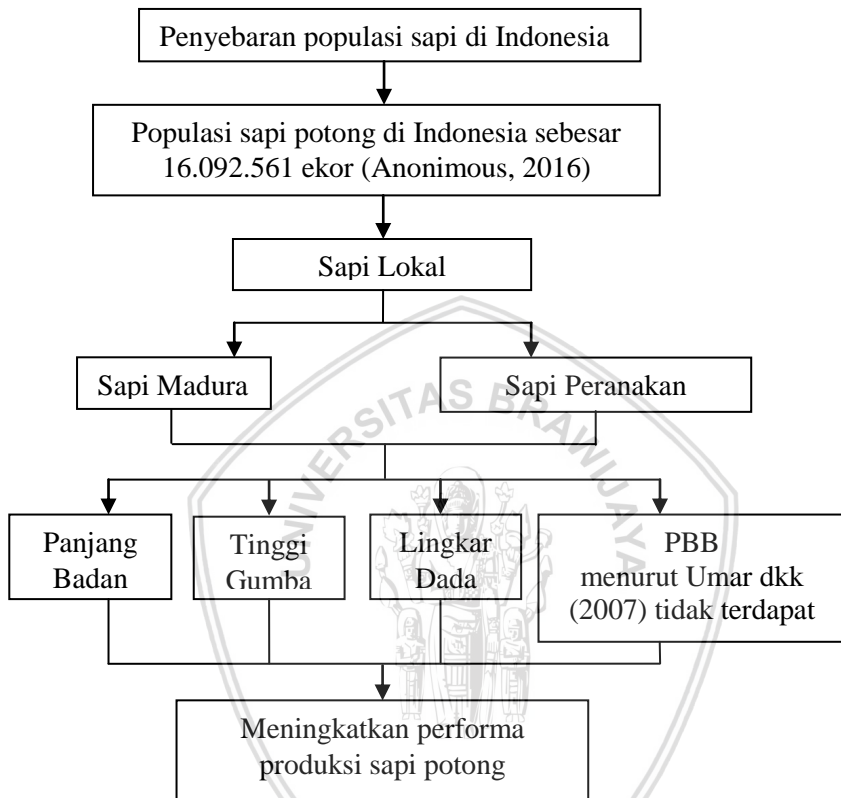 Penyebaran populasi sapi di Indonesia
Populasi sapi potong di Indonesia sebesar
16.092.561 ekor (Anonimous, 2016)
Sapi Lokal
Sapi Madura
Sapi Peranakan
UNIVERSITAS BRAWIJAYA
Panjang
Badan
Tinggi
Gumba
Lingkar
Dada
PBB
menurut Umar dkk
(2007) tidak terdapat
Meningkatkan performa
produksi sapi potong